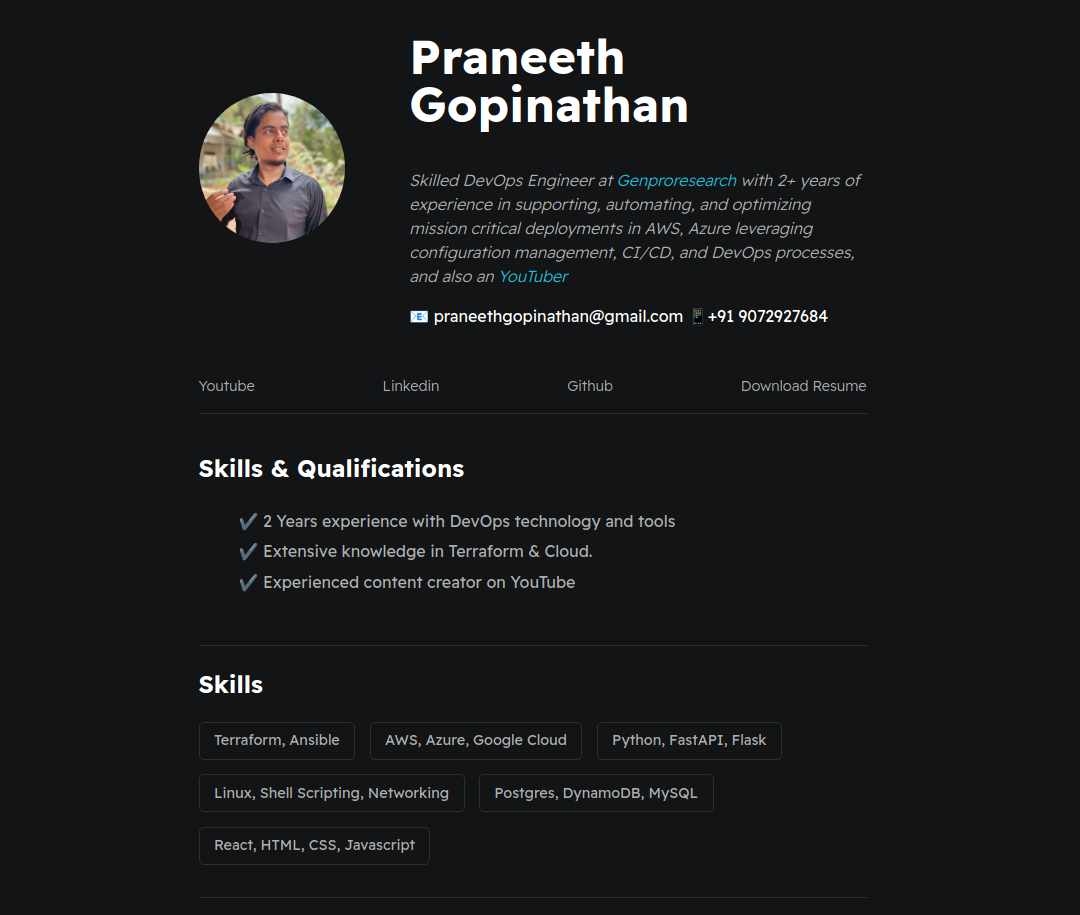 Praneeth
Gopinathan
Skilled DevOps Engineer at Genproresearch with 2+ years of
experience in supporting, automating, and optimizing
mission critical deployments in AWS, Azure leveraging
configuration management, CI/CD, and DevOps processes,
and also an YouTuber
📧 praneethgopinathan@gmail.com 📱+91 9072927684
Youtube Linkedin Github Download Resume
Skills & Qualifications
✔️ 2 Years experience with DevOps technology and tools
✔️ Extensive knowledge in Terraform & Cloud.
✔️ Experienced content creator on YouTube
Skills
Terraform, Ansible AWS, Azure, Google Cloud Python, FastAPI, Flask
Linux, Shell Scripting, Networking Postgres, DynamoDB, MySQL
React, HTML, CSS, Javascript